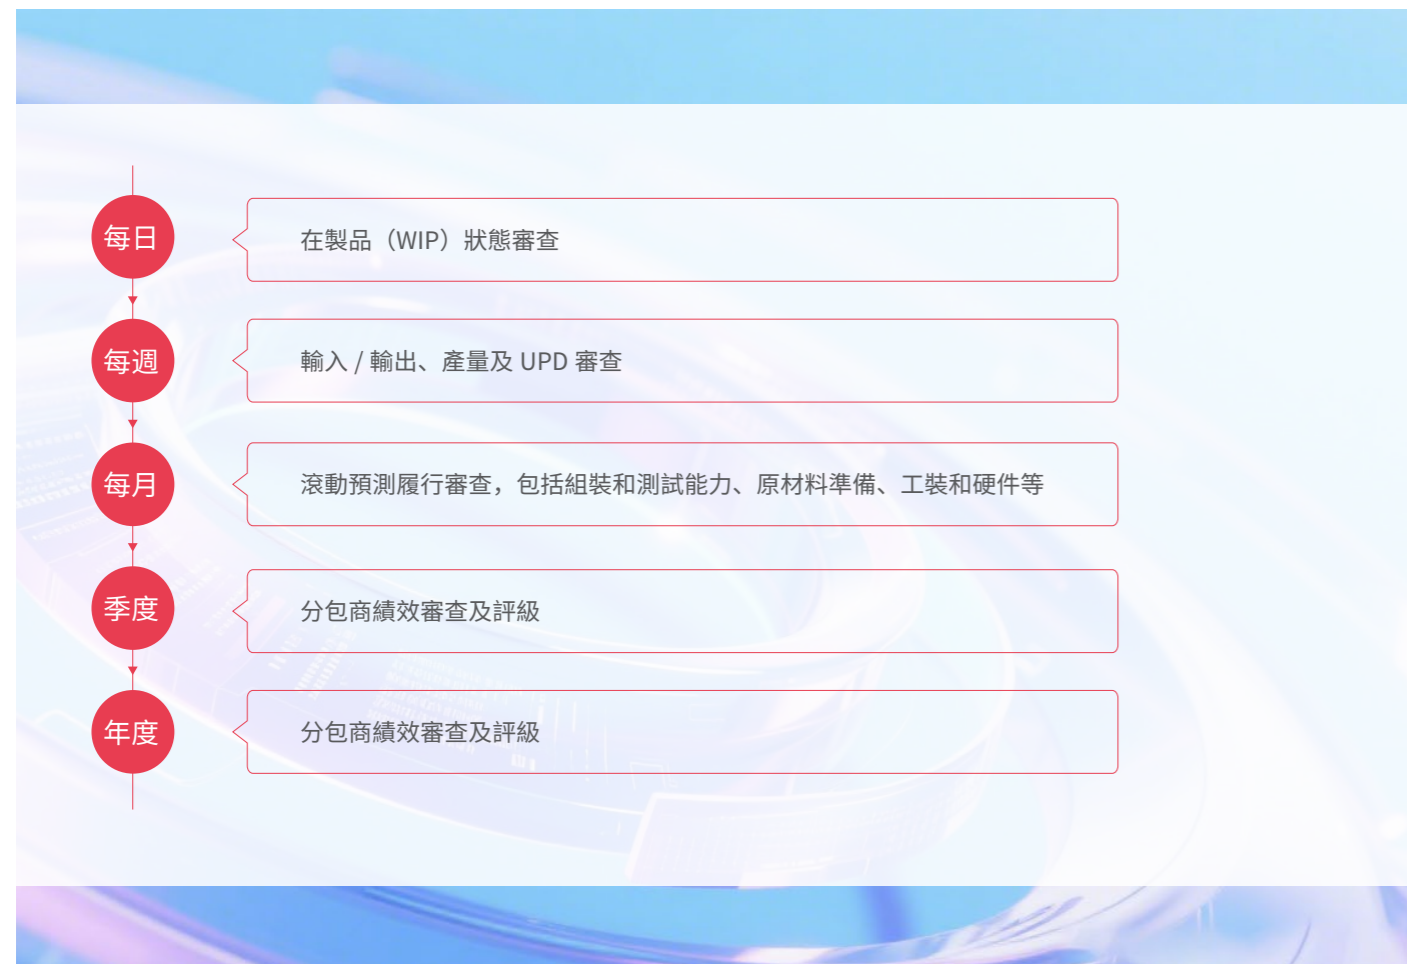 每日
在製品（WIP）狀態審查
每週
輸入 / 輸出、產量及 UPD 審查
每月
滾動預測履行審查，包括組裝和測試能力、原材料準備、工裝和硬件等
季度
分包商績效審查及評級
年度
分包商績效審查及評級